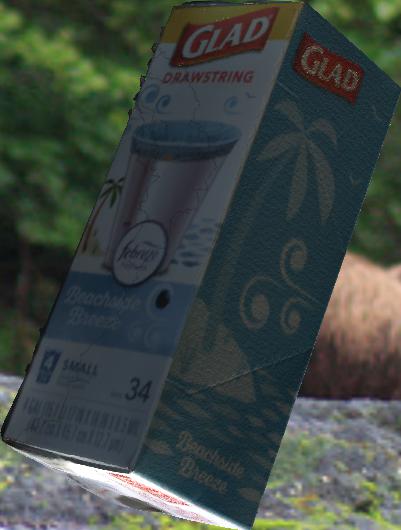 GLAD
DRAWSTRING
febreze
Beachside
Breeze
SMALL
34
GLAD
Beachside
Breeze